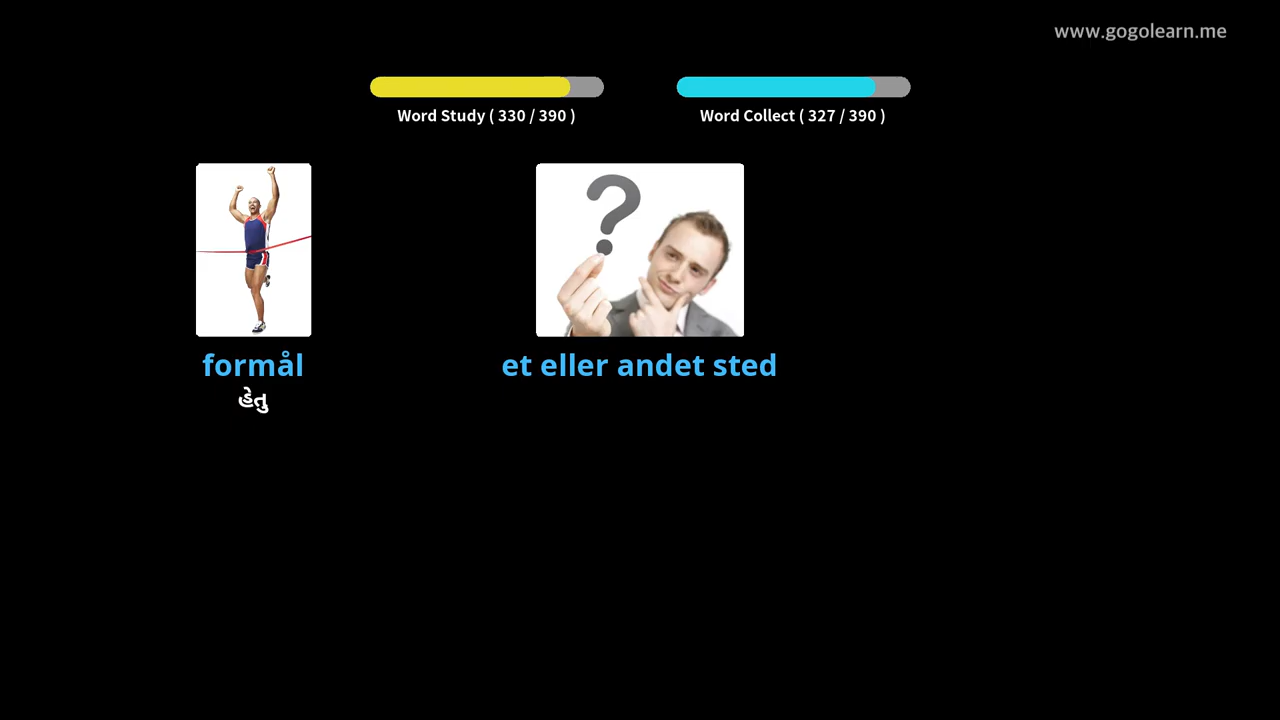 www.gogolearn.me
Word Study ( 330 / 390 )
Word Collect ( 327 / 390 )
formål
હેતુ
et eller andet sted